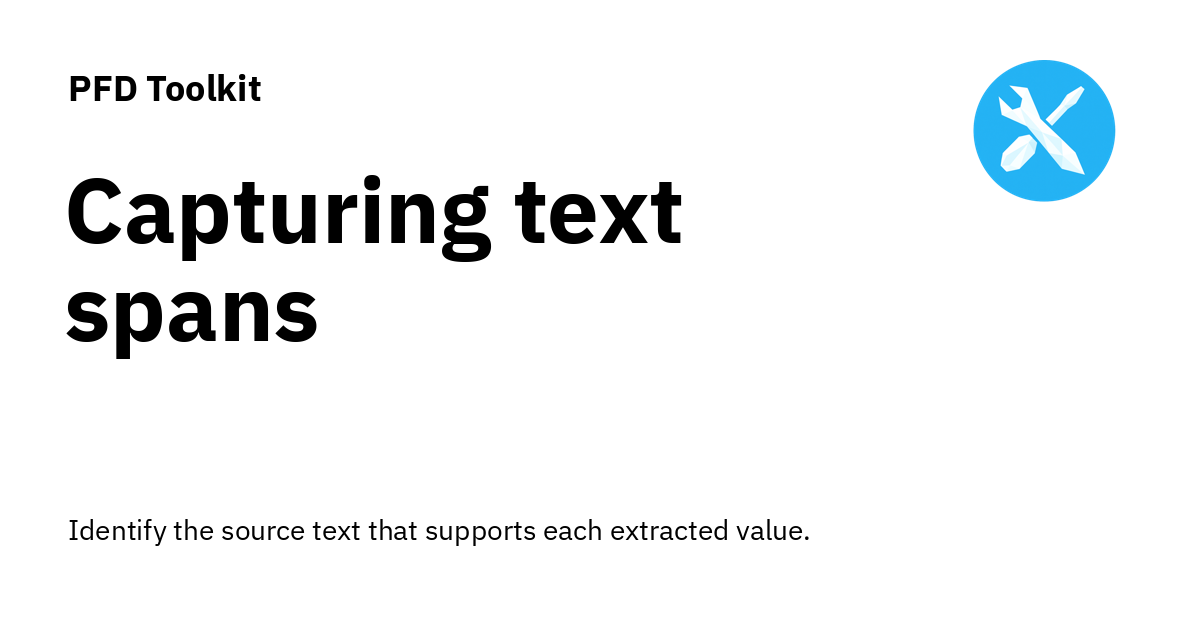 PFD Toolkit
Capturing text
spans
Identify the source text that supports each extracted value.